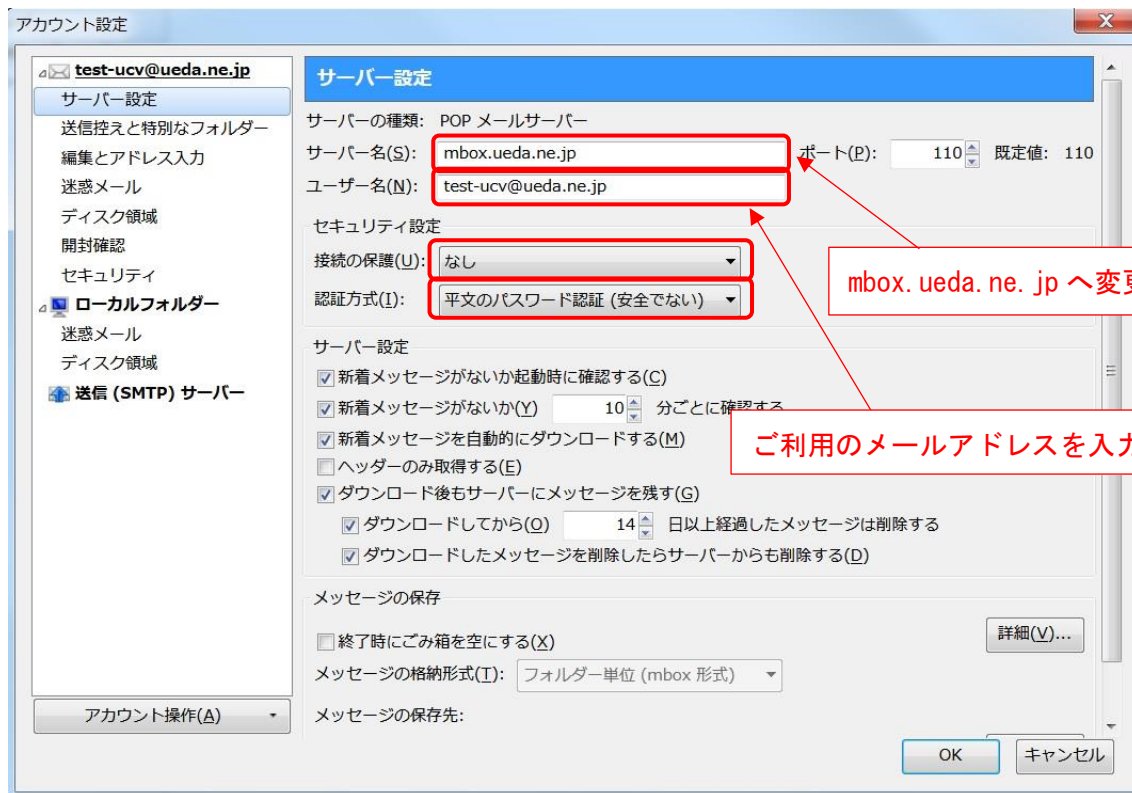 アカウント設定
test-ucv@ueda.ne.jp
サーバー設定
送信控えと特別なフォルダー
編集とアドレス入力
迷惑メール
ディスク領域
開封確認
セキュリティ
ローカルフォルダー
迷惑メール
ディスク領域
送信 (SMTP) サーバー
アカウント操作(A)
サーバー設定
サーバーの種類: POP メールサーバー
サーバー名(S): mbox.ueda.ne.jp ポート(P): 110 既定値: 110
ユーザー名(N): test-ucv@ueda.ne.jp
セキュリティ設定
接続の保護(U): なし
認証方式(I): 平文のパスワード認証 (安全でない)
mbox.ueda.ne.jp へ変更
サーバー設定
新着メッセージがないか起動時に確認する(C)
新着メッセージがないか(Y) 10 分ごとに確認する
新着メッセージを自動的にダウンロードする(M)
ご利用のメールアドレスを入力
ヘッダーのみ取得する(E)
ダウンロード後もサーバーにメッセージを残す(G)
ダウンロードしてから(O) 14 日以上経過したメッセージは削除する
ダウンロードしたメッセージを削除したらサーバーからも削除する(D)
メッセージの保存
終了時にごみ箱を空にする(X)
詳細(V)...
メッセージの格納形式(T): フォルダー単位 (mbox 形式)
メッセージの保存先:
OK キャンセル